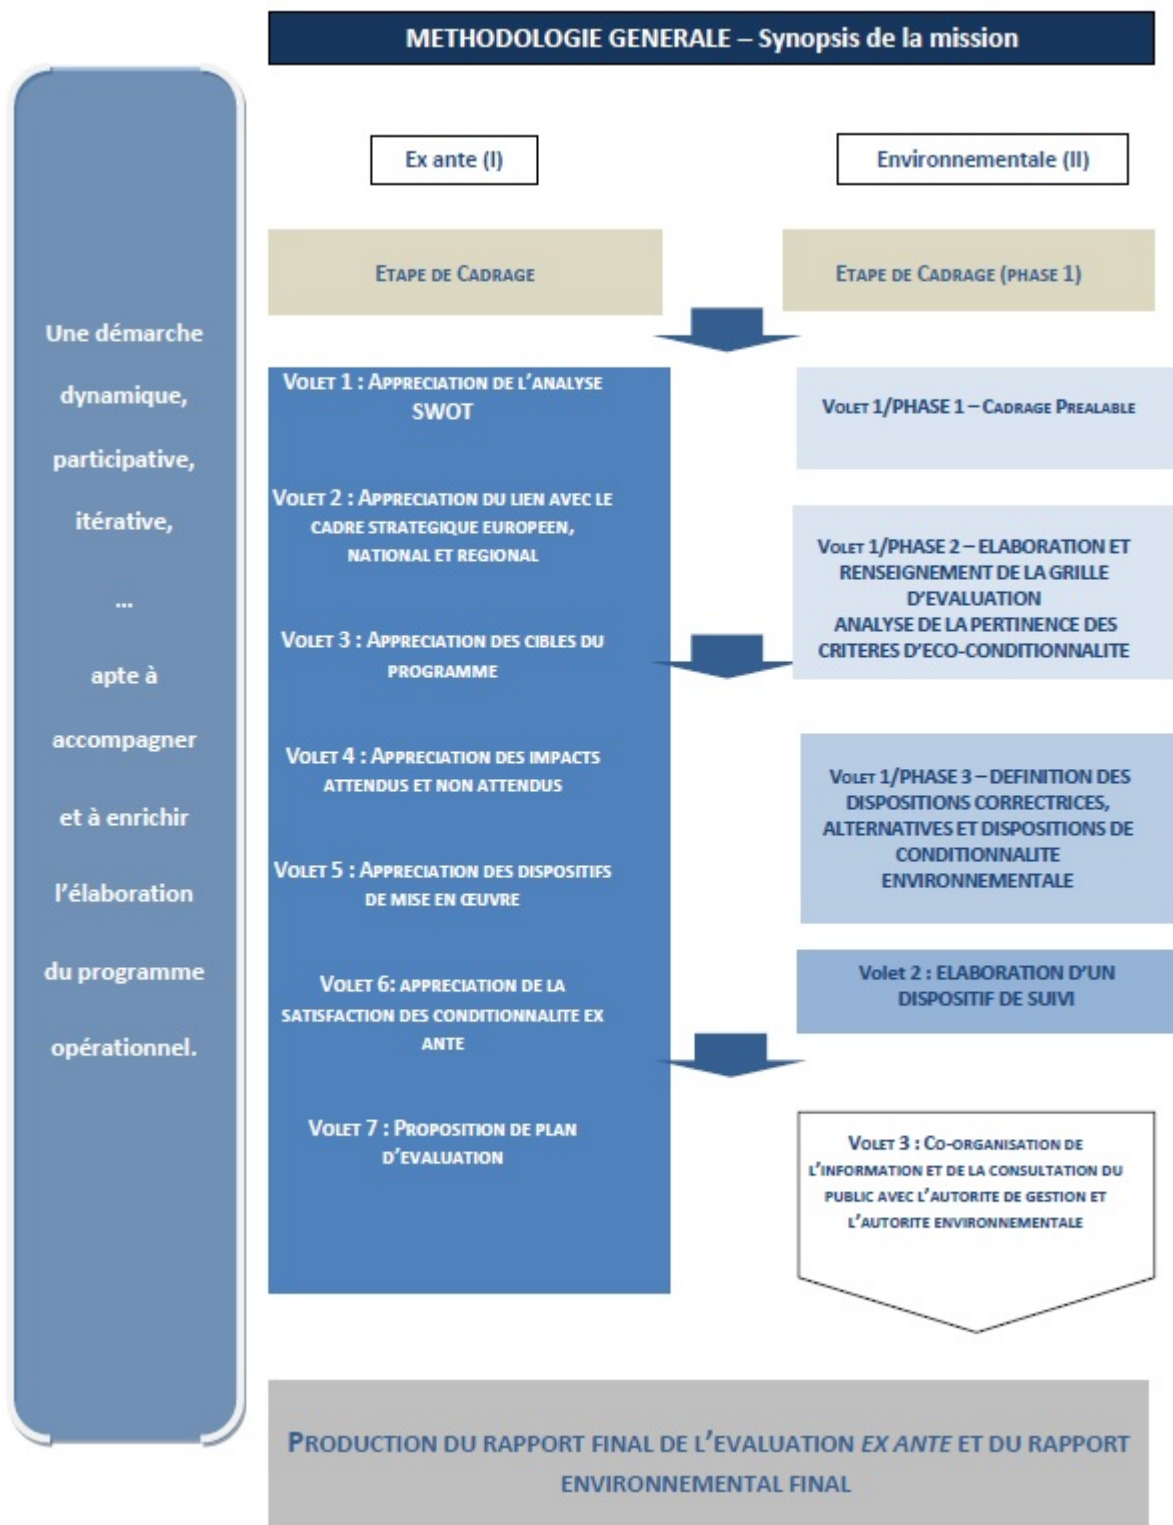 METHODOLOGIE GENERALE – Synopsis de la mission
Une démarche
dynamique,
participative,
itérative,
...
apte à
accompagner
et à enrichir
l'élaboration
du programme
opérationnel.
Ex ante (I)
ETAPE DE CADRAGE
VOLET 1 : APPRECIATION DE L'ANALYSE
SWOT
VOLET 2 : APPRECIATION DU LIEN AVEC LE
CADRE STRATEGIQUE EUROPEEN,
NATIONAL ET REGIONAL
VOLET 3 : APPRECIATION DES CIBLES DU
PROGRAMME
VOLET 4 : APPRECIATION DES IMPACTS
ATTENDUS ET NON ATTENDUS
VOLET 5 : APPRECIATION DES DISPOSITIFS
DE MISE EN ŒUVRE
VOLET 6: APPRECIATION DE LA
SATISFACTION DES CONDITIONNALITE EX
ANTE
VOLET 7 : PROPOSITION DE PLAN
D'EVALUATION
Environnementale (II)
ETAPE DE CADRAGE (PHASE 1)
VOLET 1/PHASE 1 – CADRAGE PREALABLE
VOLET 1/PHASE 2 – ELABORATION ET
RENSEIGNEMENT DE LA GRILLE
D'EVALUATION
ANALYSE DE LA PERTINENCE DES
CRITERES D'ECO-CONDITIONNALITE
VOLET 1/PHASE 3 – DEFINITION DES
DISPOSITIONS CORRECTRICES,
ALTERNATIVES ET DISPOSITIONS DE
CONDITIONNALITE
ENVIRONNEMENTALE
Volet 2 : ELABORATION D'UN
DISPOSITIF DE SUIVI
VOLET 3 : CO-ORGANISATION DE
L'INFORMATION ET DE LA CONSULTATION DU
PUBLIC AVEC L'AUTORITE DE GESTION ET
L'AUTORITE ENVIRONNEMENTALE
PRODUCTION DU RAPPORT FINAL DE L'EVALUATION EX ANTE ET DU RAPPORT
ENVIRONNEMENTAL FINAL